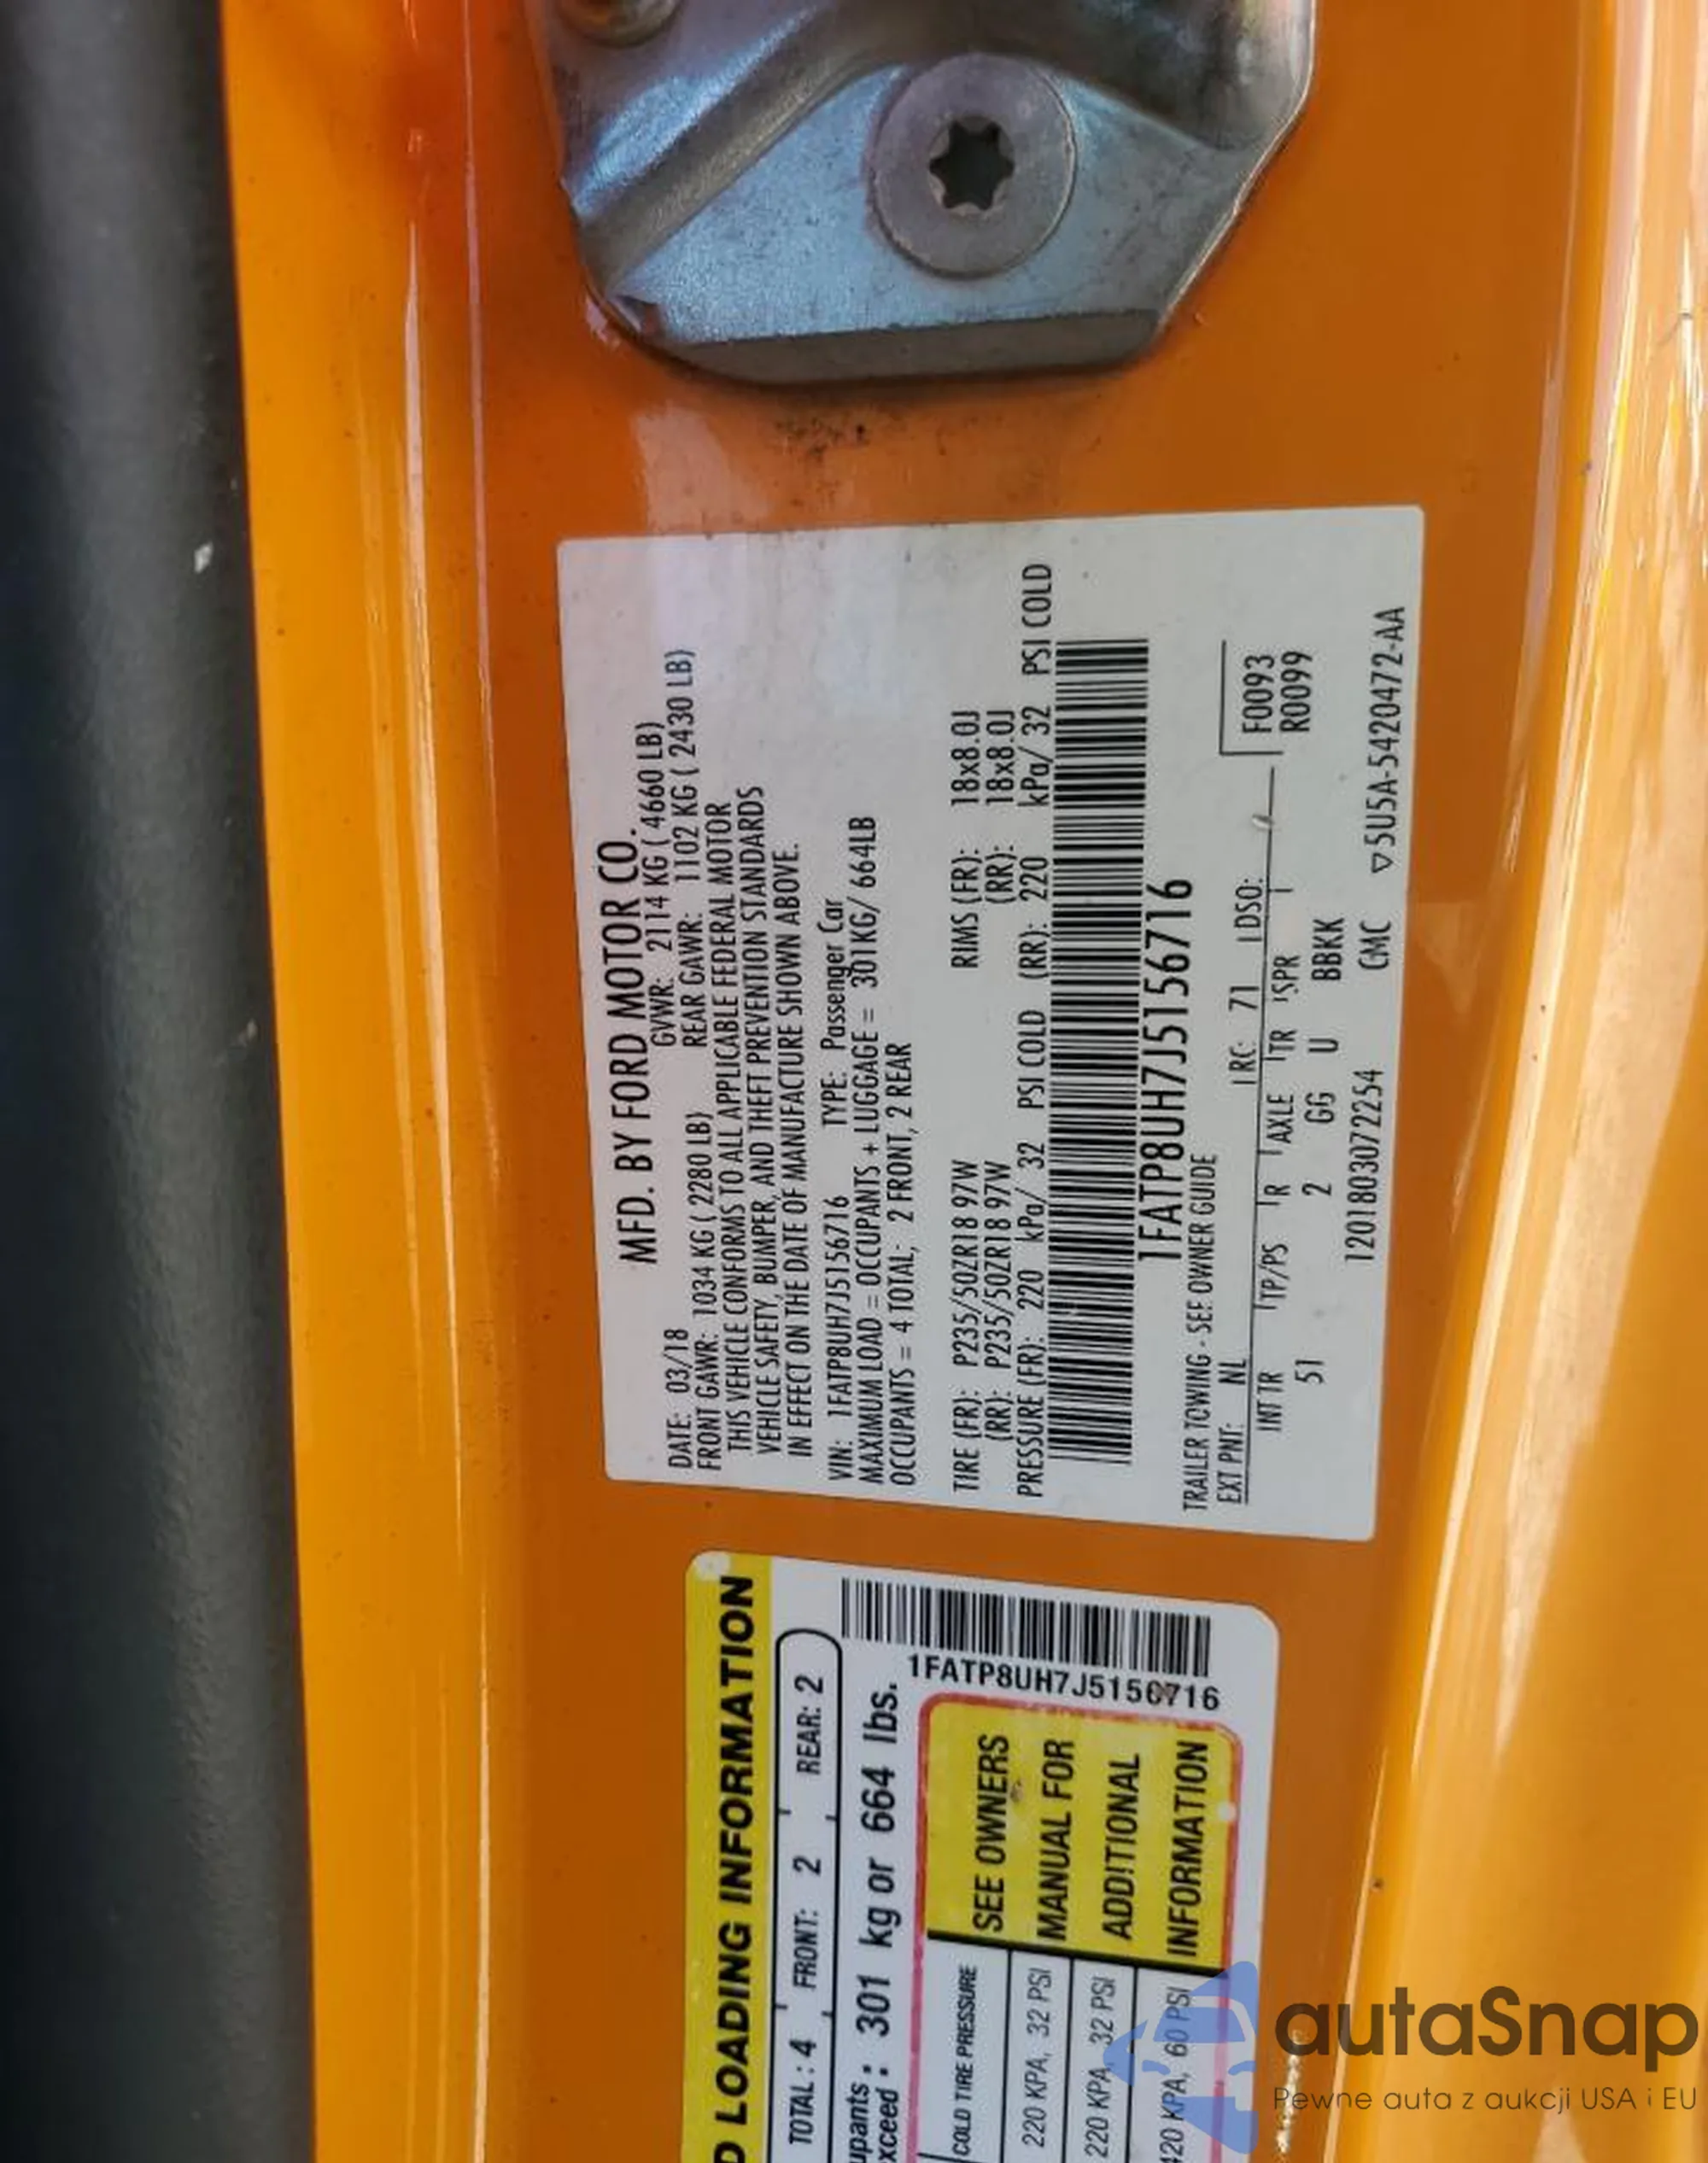 MFD. BY FORD MOTOR CO.
DATE: 03/18 GVWR: 2114 KG ( 4660 LB)
FRONT GAWR: 1034 KG ( 2280 LB) REAR GAWR: 1102 KG ( 2430 LB)
THIS VEHICLE CONFORMS TO ALL APPLICABLE FEDERAL MOTOR
VEHICLE SAFETY, BUMPER, AND THEFT PREVENTION STANDARDS
IN EFFECT ON THE DATE OF MANUFACTURE SHOWN ABOVE.
VIN: 1FATP8UH7J5156716 TYPE: Passenger Car
MAXIMUM LOAD = OCCUPANTS + LUGGAGE = 301KG/ 664LB
OCCUPANTS = 4 TOTAL; 2 FRONT, 2 REAR
TIRE (FR): P235/50ZR18 97W RIMS (FR): 18x8.0J
(RR): P235/50ZR18 97W (RR): 18x8.0J
PRESSURE (FR): 220 kPa/ 32 PSI COLD (RR): 220 kPa/ 32 PSI COLD
1FATP8UH7J5156716
TRAILER TOWING - SEE OWNER GUIDE
EXT PNT: NL RC: 71 DSO:
F0093
INT TR TP/PS R AXLE TR SPR
R0099
51 2 GG U BBKK
12018030722S4 CMC ▽5U5A-5420472-AA
D LOADING INFORMATION
TOTAL : 4 FRONT: 2 REAR: 2
upants
xceed : 301 kg or 664 lbs.
1FATP8UH7J5156716
COLD TIRE PRESSURE
220 KPA, 32 PSI
220 KPA, 32 PSI
420 KPA, 60 PSI
SEE OWNERS
MANUAL FOR
ADDITIONAL
INFORMATION
autaSnap
Pewne auta z aukcji USA i EU